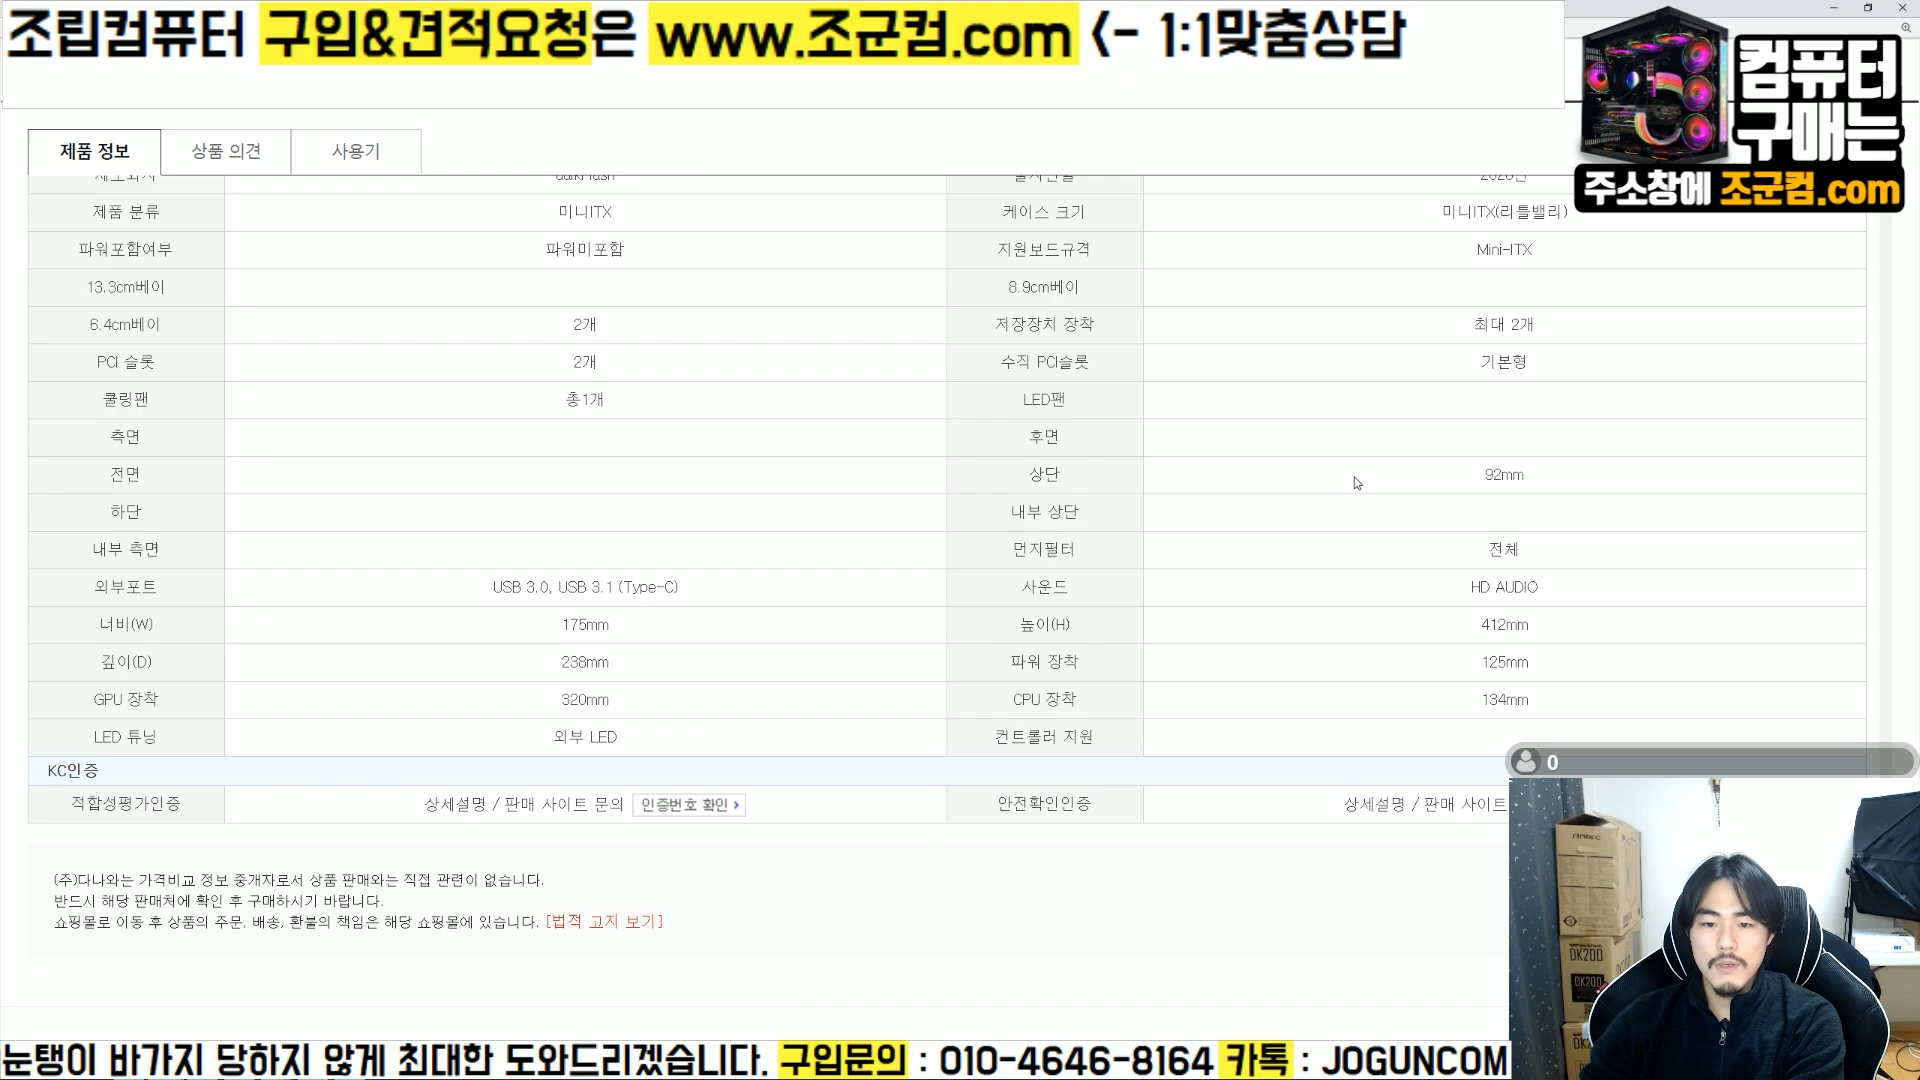 조립컴퓨터 구입&견적요청은 www.조군컴.com <- 1:1맞춤상담
컴퓨터
구매는
주소창에 조군컴.com
제품 정보 상품 의견 사용기
제품 분류 미니ITX 케이스 크기 미니ITX(리틀밸리)
파워포함여부 파워미포함 지원보드규격 Mini-ITX
13.3cm베이 8.9cm베이
6.4cm베이 2개 저장장치 장착 최대 2개
PCI 슬롯 2개 수직 PCI슬롯 기본형
쿨링팬 총1개 LED팬
측면 후면
전면 상단 92mm
하단 내부 상단
내부 측면 먼지필터 전체
외부포트 USB 3.0, USB 3.1 (Type-C) 사운드 HD AUDIO
너비(W) 175mm 높이(H) 412mm
깊이(D) 238mm 파워 장착 125mm
GPU 장착 320mm CPU 장착 134mm
LED 튜닝 외부 LED 컨트롤러 지원
KC인증
적합성평가인증 상세설명 / 판매 사이트 문의 인증번호 확인 > 안전확인인증 상세설명 / 판매 사이트
0
(주)다나와는 가격비교 정보 중개자로서 상품 판매와는 직접 관련이 없습니다.
반드시 해당 판매처에 확인 후 구매하시기 바랍니다.
쇼핑몰로 이동 후 상품의 주문, 배송, 환불의 책임은 해당 쇼핑몰에 있습니다. [법적 고지 보기]
Antec
DK200
DK200
눈탱이 바가지 당하지 않게 최대한 도와드리겠습니다. 구입문의 : 010-4646-8164 카톡 : JOGUNCOM